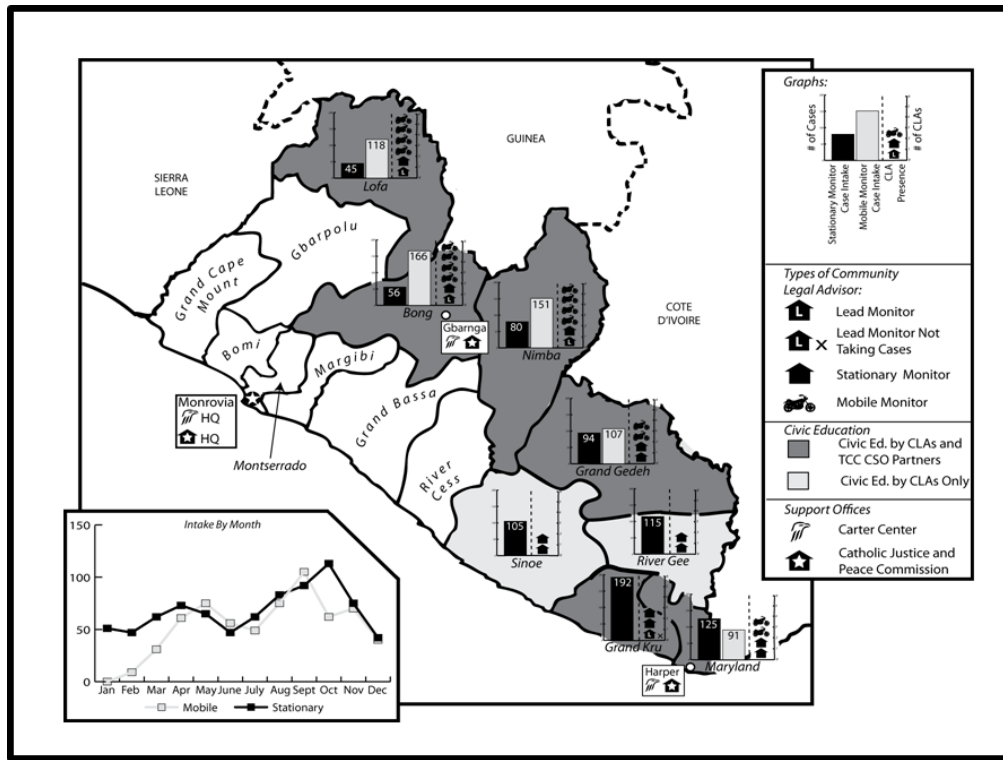 SIERRA
LEONE
GUINEA
COTE
D'IVOIRE
45
118
Lofa
Gbarpolu
Grand Cape
Mount
56
166
Bong
Gbarnga
80
151
Nimba
Bomi
Margibi
Monrovia
HQ
HQ
Montserrado
Grand Bassa
River
Cess
94
107
Grand Gedeh
105
Sinoe
115
River Gee
192
x
Grand Kru
125
91
Maryland
Harper
L
L
L
L
Graphs:
# of Cases
# of CLAs
L
Stationary Monitor
Case Intake
Mobile Monitor
Case Intake
CLA
Presence
Types of Community
Legal Advisor:
L Lead Monitor
L x Lead Monitor Not
Taking Cases
Stationary Monitor
Mobile Monitor
Civic Education
Civic Ed. by CLAs and
TCC CSO Partners
Civic Ed. by CLAs Only
Support Offices
Carter Center
Catholic Justice and
Peace Commission
Intake By Month
150
100
50
0
Jan Feb Mar Apr May June July Aug Sept Oct Nov Dec
Mobile Stationary